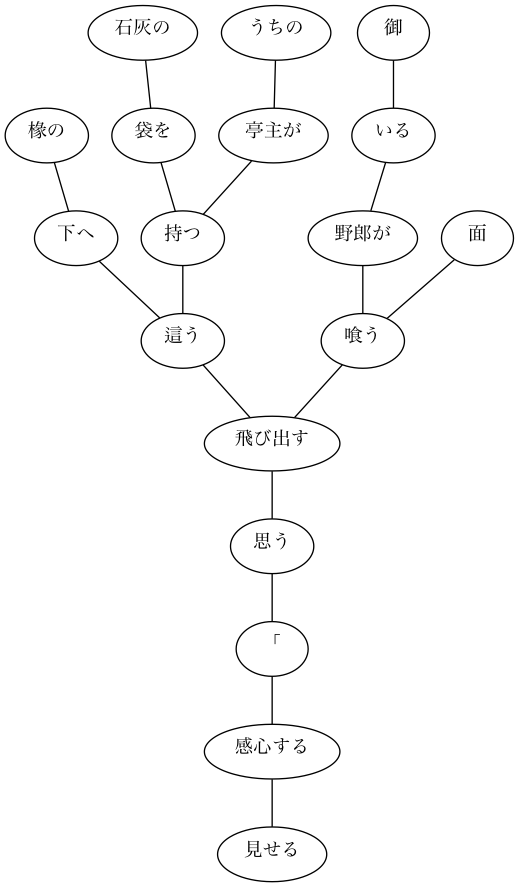 石灰の
うちの
御
椽の
袋を
亭主が
いる
下へ
持つ
野郎が
面
這う
喰う
飛び出す
思う
「
感心する
見せる